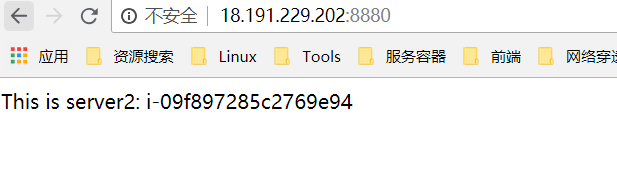 不安全 18.191.229.202:8880
应用 资源搜索 Linux Tools 服务容器 前端 网络穿透
This is server2: i-09f897285c2769e94